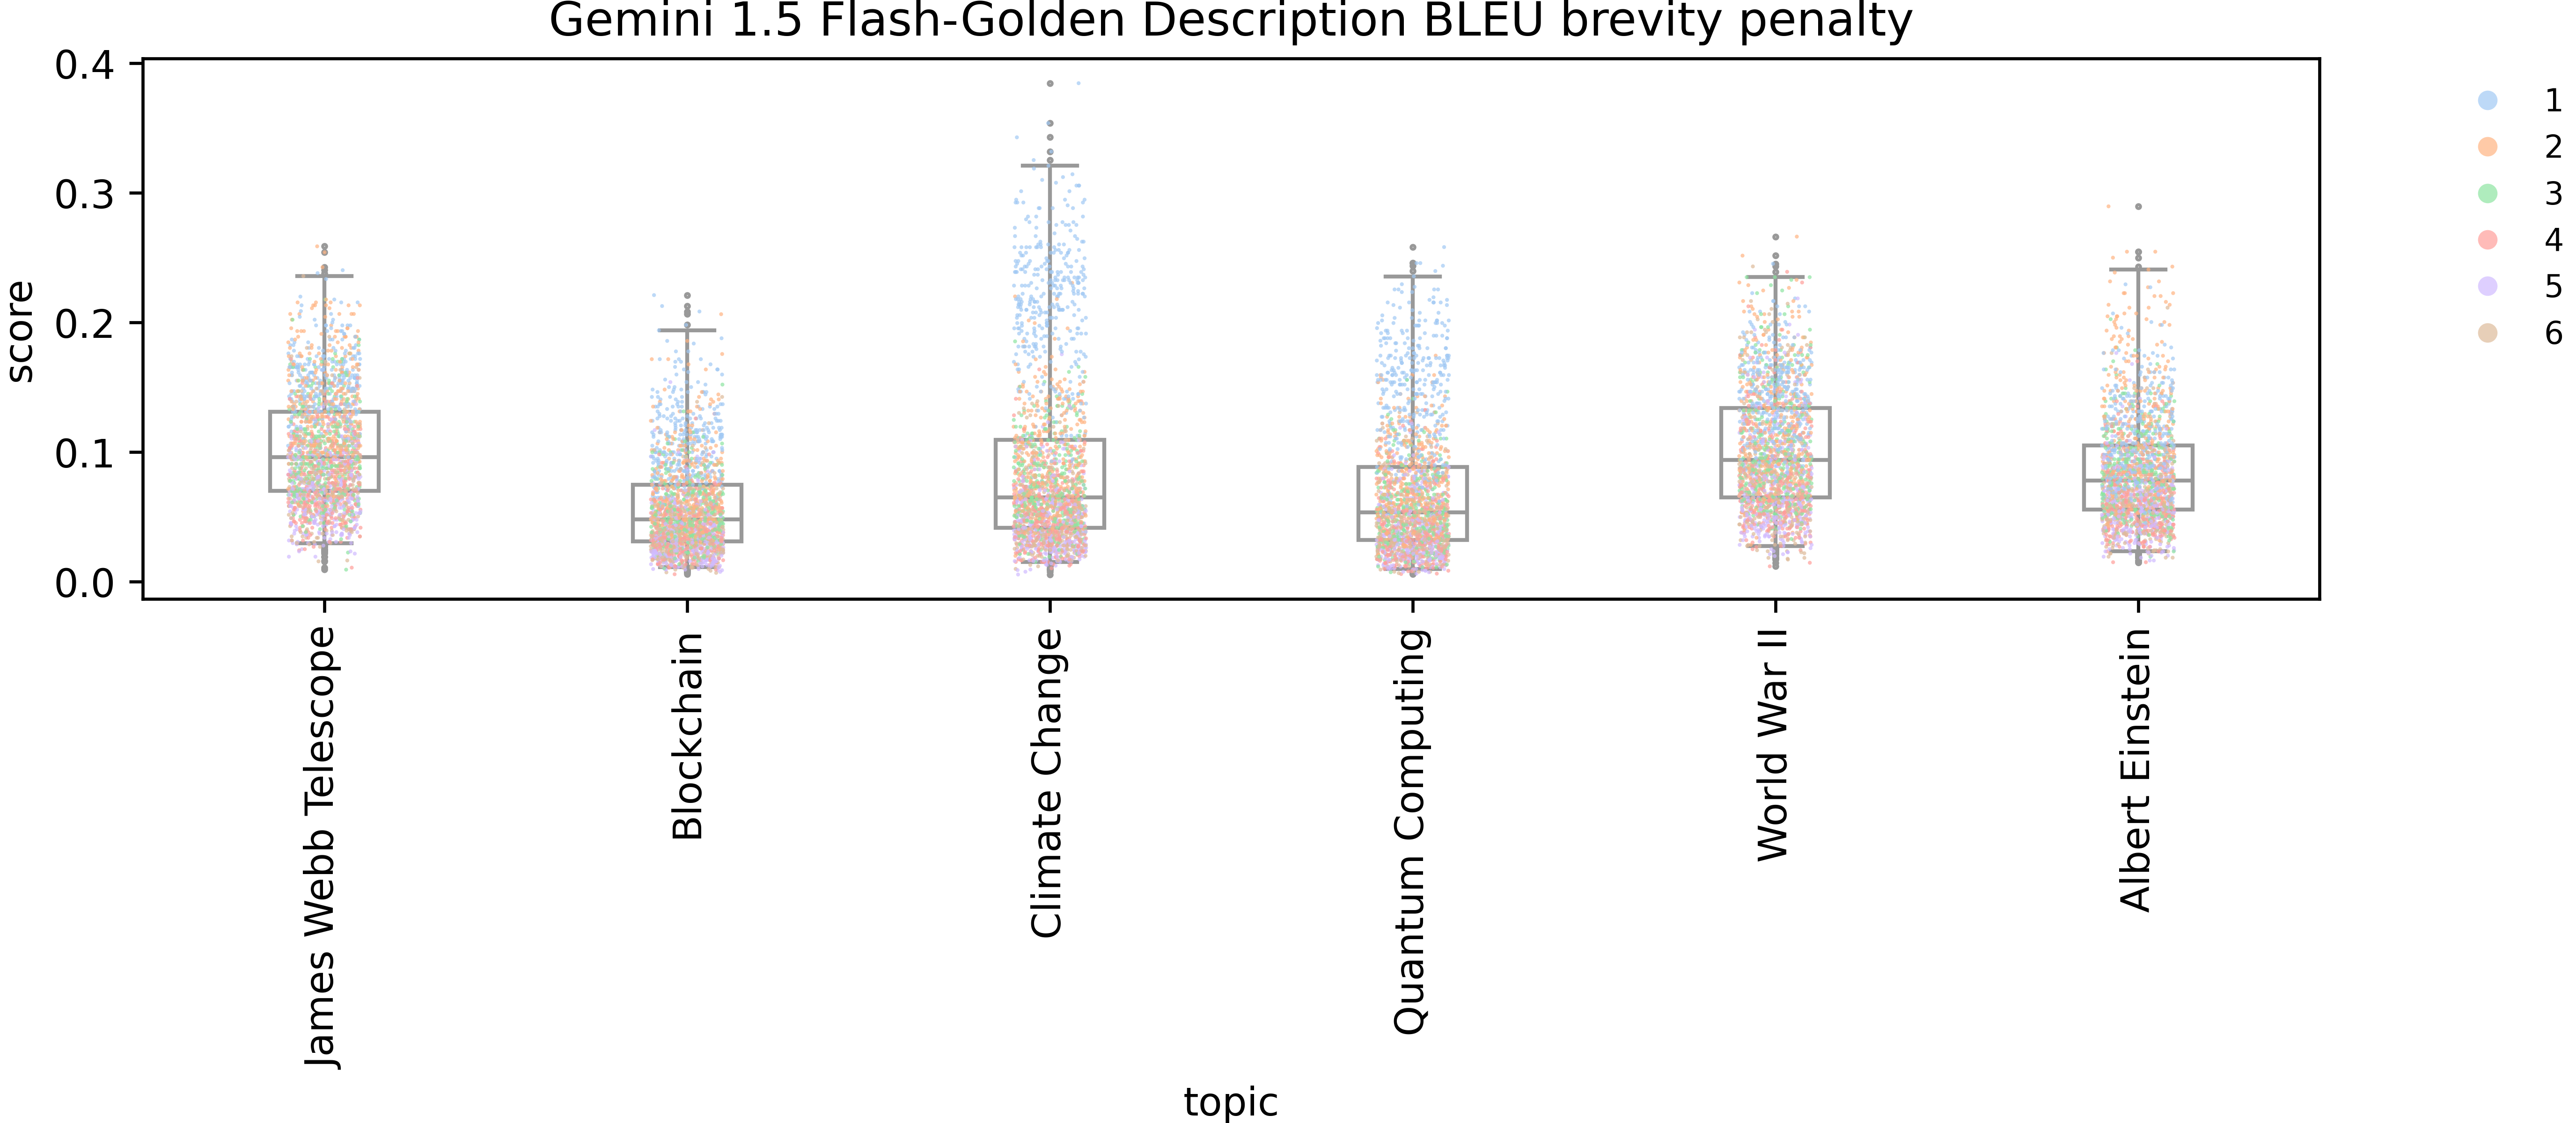 Gemini 1.5 Flash-Golden Description BLEU brevity penalty
score
0.4
0.3
0.2
0.1
0.0
1
2
3
4
5
6
James Webb Telescope
Blockchain
Climate Change
Quantum Computing
World War II
Albert Einstein
topic